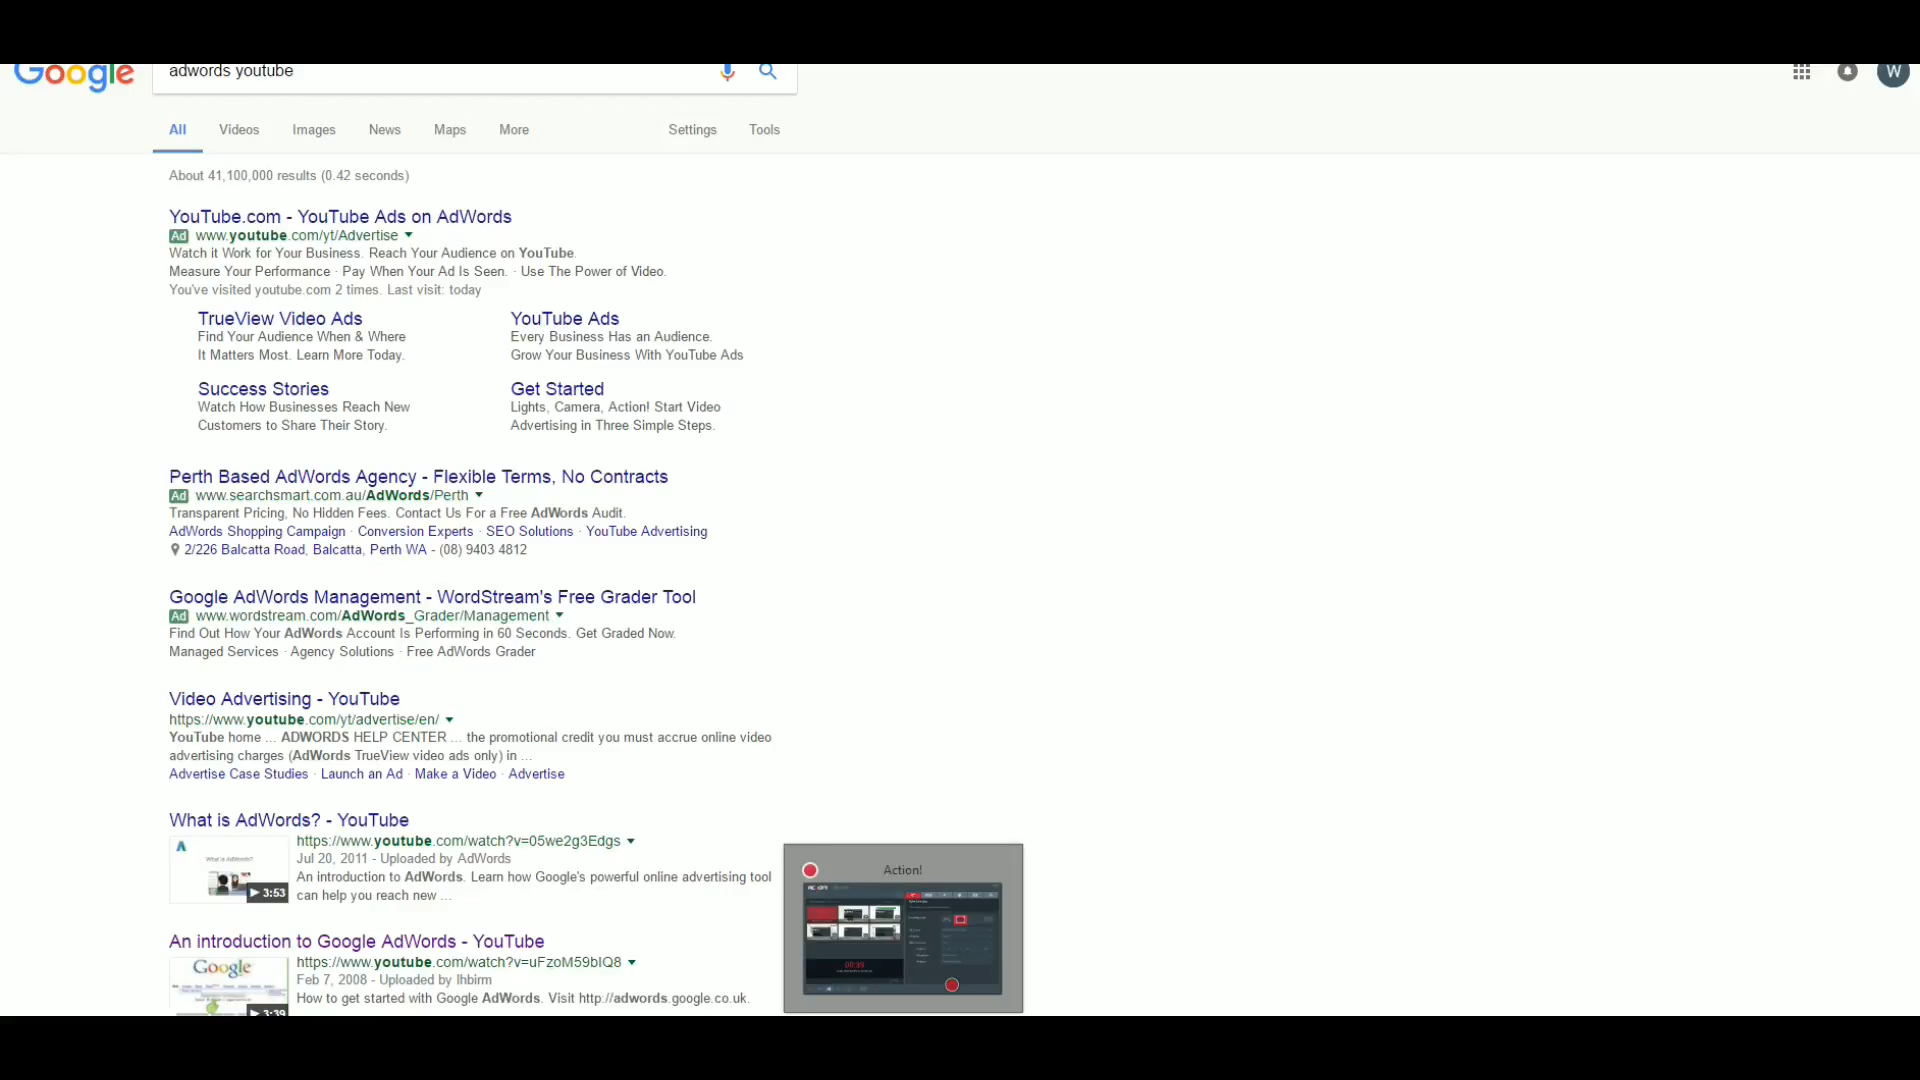 Google adwords youtube W
All Videos Images News Maps More Settings Tools
About 41,100,000 results (0.42 seconds)
YouTube.com - YouTube Ads on AdWords
Ad www.youtube.com/yt/Advertise
Watch it Work for Your Business. Reach Your Audience on YouTube.
Measure Your Performance · Pay When Your Ad Is Seen. · Use The Power of Video.
You've visited youtube.com 2 times. Last visit: today
TrueView Video Ads
Find Your Audience When & Where
It Matters Most. Learn More Today.
YouTube Ads
Every Business Has an Audience.
Grow Your Business With YouTube Ads
Success Stories
Watch How Businesses Reach New
Customers to Share Their Story.
Get Started
Lights, Camera, Action! Start Video
Advertising in Three Simple Steps.
Perth Based AdWords Agency - Flexible Terms, No Contracts
Ad www.searchsmart.com.au/AdWords/Perth
Transparent Pricing, No Hidden Fees. Contact Us For a Free AdWords Audit.
AdWords Shopping Campaign · Conversion Experts · SEO Solutions · YouTube Advertising
2/226 Balcatta Road, Balcatta, Perth WA - (08) 9403 4812
Google AdWords Management - WordStream's Free Grader Tool
Ad www.wordstream.com/AdWords_Grader/Management
Find Out How Your AdWords Account Is Performing in 60 Seconds. Get Graded Now.
Managed Services · Agency Solutions · Free AdWords Grader
Video Advertising - YouTube
https://www.youtube.com/yt/advertise/en/
YouTube home ... ADWORDS HELP CENTER ... the promotional credit you must accrue online video
advertising charges (AdWords TrueView video ads only) in ...
Advertise Case Studies · Launch an Ad · Make a Video · Advertise
What is AdWords? - YouTube
What is AdWords?
3:53
https://www.youtube.com/watch?v=05we2g3Edgs
Jul 20, 2011 - Uploaded by AdWords
An introduction to AdWords. Learn how Google's powerful online advertising tool
can help you reach new ...
An introduction to Google AdWords - YouTube
Google
3:39
https://www.youtube.com/watch?v=uFzoM59bIQ8
Feb 7, 2008 - Uploaded by lhbirm
How to get started with Google AdWords. Visit http://adwords.google.co.uk.
Action!
00:39